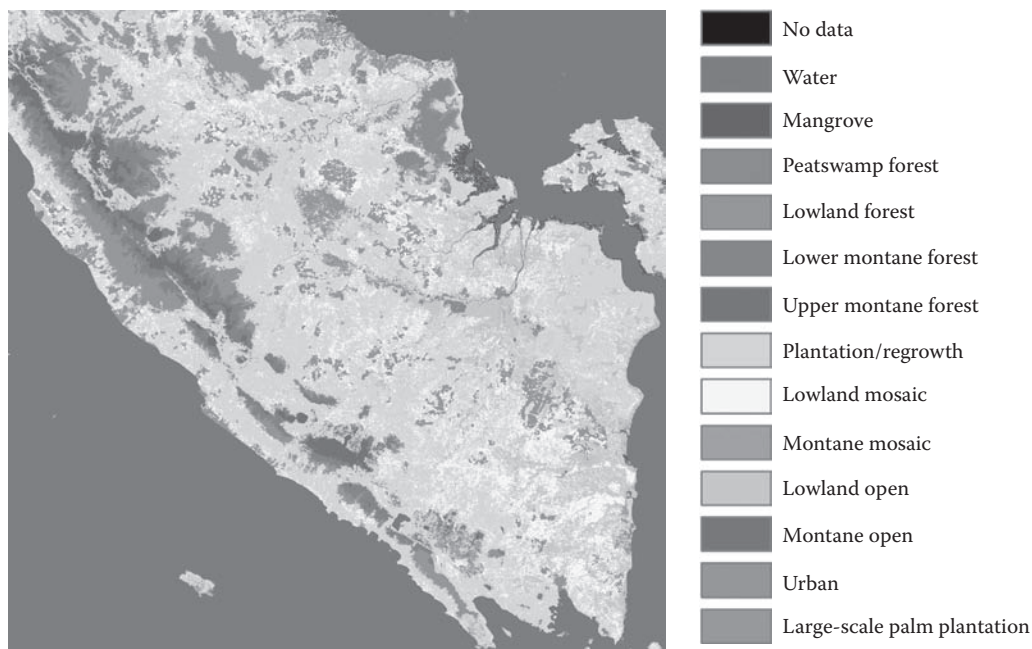 No data
Water
Mangrove
Peatswamp forest
Lowland forest
Lower montane forest
Upper montane forest
Plantation/regrowth
Lowland mosaic
Montane mosaic
Lowland open
Montane open
Urban
Large-scale palm plantation